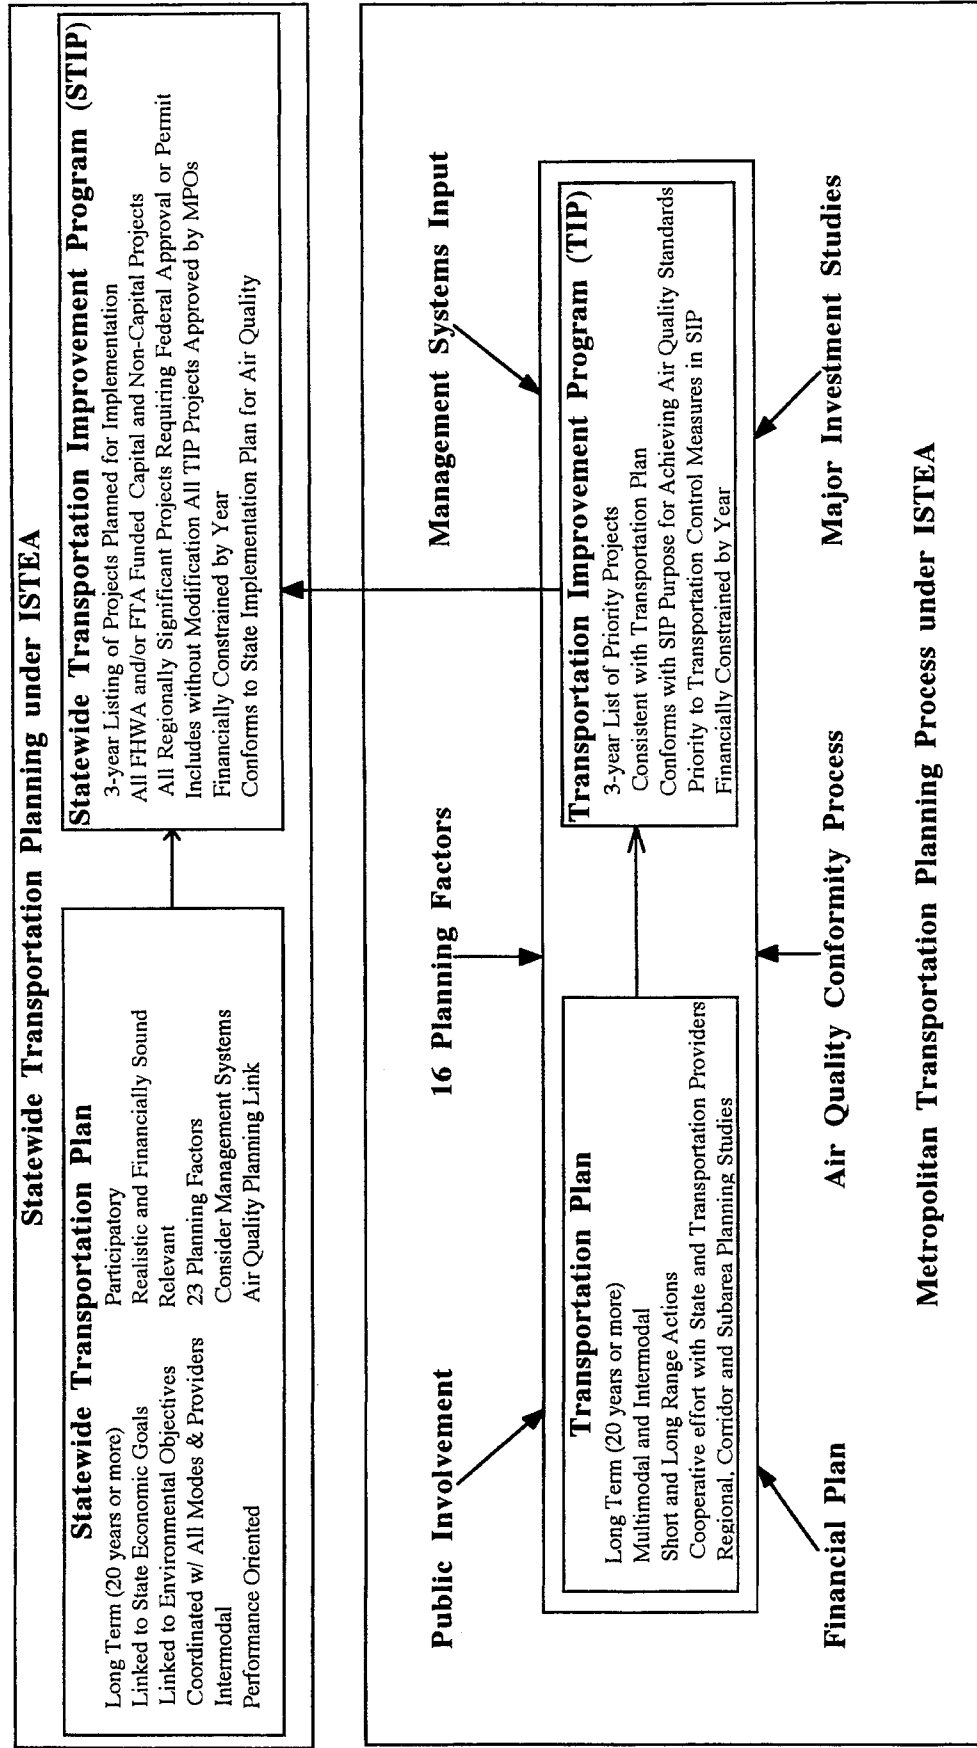 Statewide Transportation Planning under ISTEA
Statewide Transportation Plan
Long Term (20 years or more)
Linked to State Economic Goals
Linked to Environmental Objectives
Coordinated w/ All Modes & Providers
Intermodal
Performance Oriented
Participatory
Realistic and Financially Sound
Relevant
23 Planning Factors
Consider Management Systems
Air Quality Planning Link
Statewide Transportation Improvement Program (STIP)
3-year Listing of Projects Planned for Implementation
All FHWA and/or FTA Funded Capital and Non-Capital Projects
All Regionally Significant Projects Requiring Federal Approval or Permit
Includes without Modification All TIP Projects Approved by MPOs
Financially Constrained by Year
Conforms to State Implementation Plan for Air Quality
Public Involvement
16 Planning Factors
Management Systems Input
Transportation Plan
Long Term (20 years or more)
Multimodal and Intermodal
Short and Long Range Actions
Cooperative effort with State and Transportation Providers
Regional, Corridor and Subarea Planning Studies
Transportation Improvement Program (TIP)
3-year List of Priority Projects
Consistent with Transportation Plan
Conforms with SIP Purpose for Achieving Air Quality Standards
Priority to Transportation Control Measures in SIP
Financially Constrained by Year
Financial Plan
Air Quality Conformity Process
Major Investment Studies
Metropolitan Transportation Planning Process under ISTEA